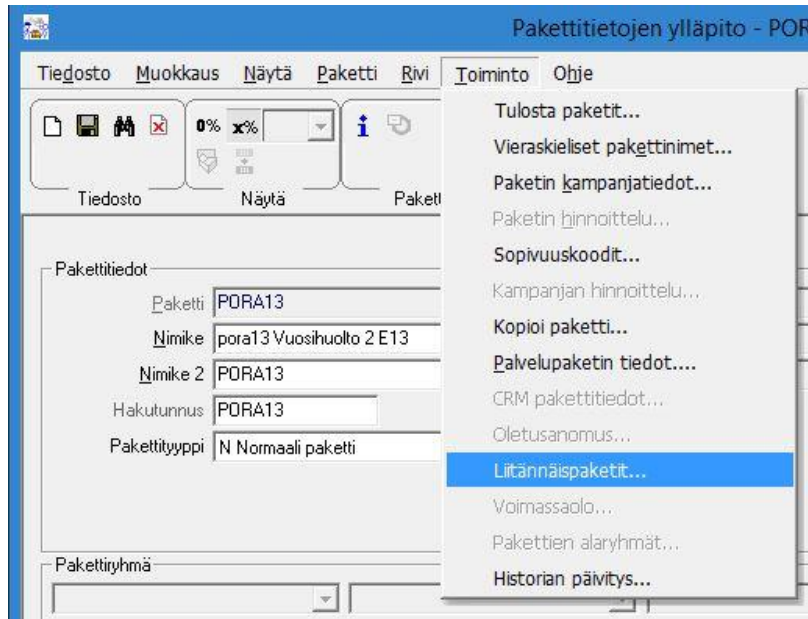 Pakettitietojen ylläpito - POR
Tiedosto Muokkaus Näytä Paketti Rivi Toiminto Ohje
0% x%
Tiedosto Näytä Pakett
Tulosta paketit...
Vieraskieliset pakettinimet...
Paketin kampanjatiedot...
Paketin hinnoittelu...
Sopivuuskoodit...
Kampanjan hinnoittelu...
Kopioi paketti...
Palvelupaketin tiedot....
CRM pakettitiedot...
Oletusanomus...
Liitännäispaketit...
Voimassaolo...
Pakettien alaryhmät...
Historian päivitys...
Pakettitiedot
Paketti PORA13
Nimike pora13 Vuosihuolto 2 E13
Nimike 2 PORA13
Hakutunnus PORA13
Pakettityyppi N Normaali paketti
Pakettiryhmä